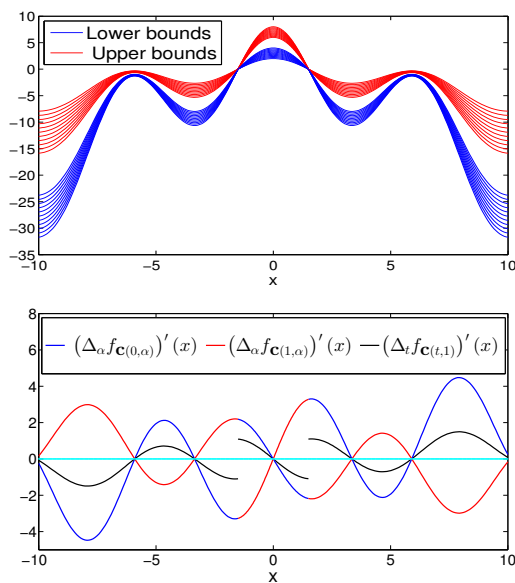 10
5
0
−5
−10
−15
−20
−25
−30
−35
Lower bounds
Upper bounds
−10 −5 0 5 10
x
8
6
4
2
0
−2
−4
(Δ_α f_{C(0,α)})′(x) (Δ_α f_{C(1,α)})′(x) (Δ_t f_{C(t,1)})′(x)
−10 −5 0 5 10
x